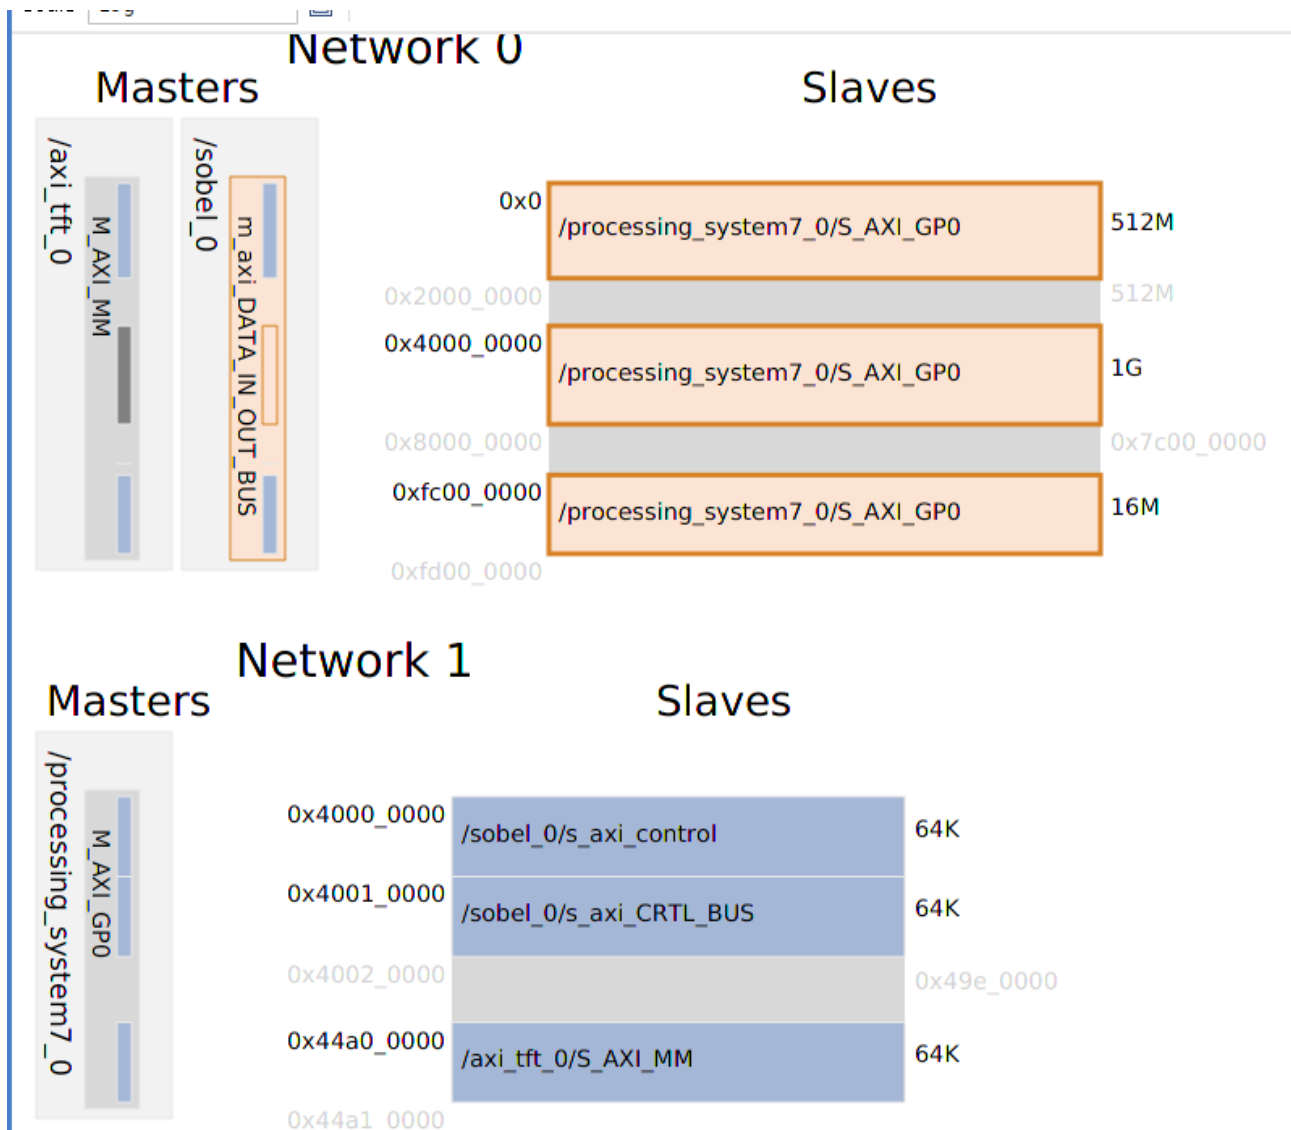 Network 0
Masters
Slaves
/axi_tft_0
M_AXI_MM
/sobel_0
m_axi_DATA_IN_OUT_BUS
0x0
/processing_system7_0/S_AXI_GP0
512M
0x2000_0000
512M
0x4000_0000
/processing_system7_0/S_AXI_GP0
1G
0x8000_0000
0x7c00_0000
0xfc00_0000
/processing_system7_0/S_AXI_GP0
16M
0xfd00_0000
Network 1
Masters
Slaves
/processing_system7_0
M_AXI_GP0
0x4000_0000
/sobel_0/s_axi_control
64K
0x4001_0000
/sobel_0/s_axi_CRTL_BUS
64K
0x4002_0000
0x49e_0000
0x44a0_0000
/axi_tft_0/S_AXI_MM
64K
0x44a1_0000